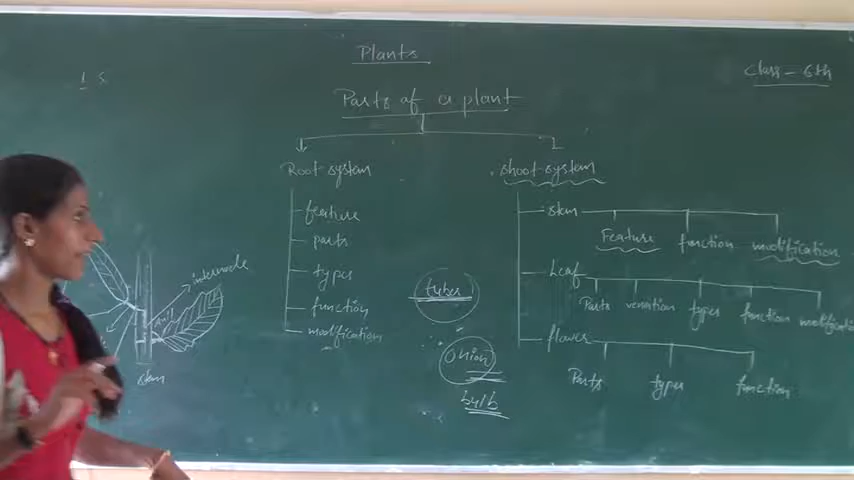 Plants
Class - 6th
Parts of a plant
Root system
feature
parts
types
function
modification
shoot system
stem
Feature function modification
Leaf
Parts venation types function modificatio
flower
Parts types function
tuber
Onion
bulb
internode
stem